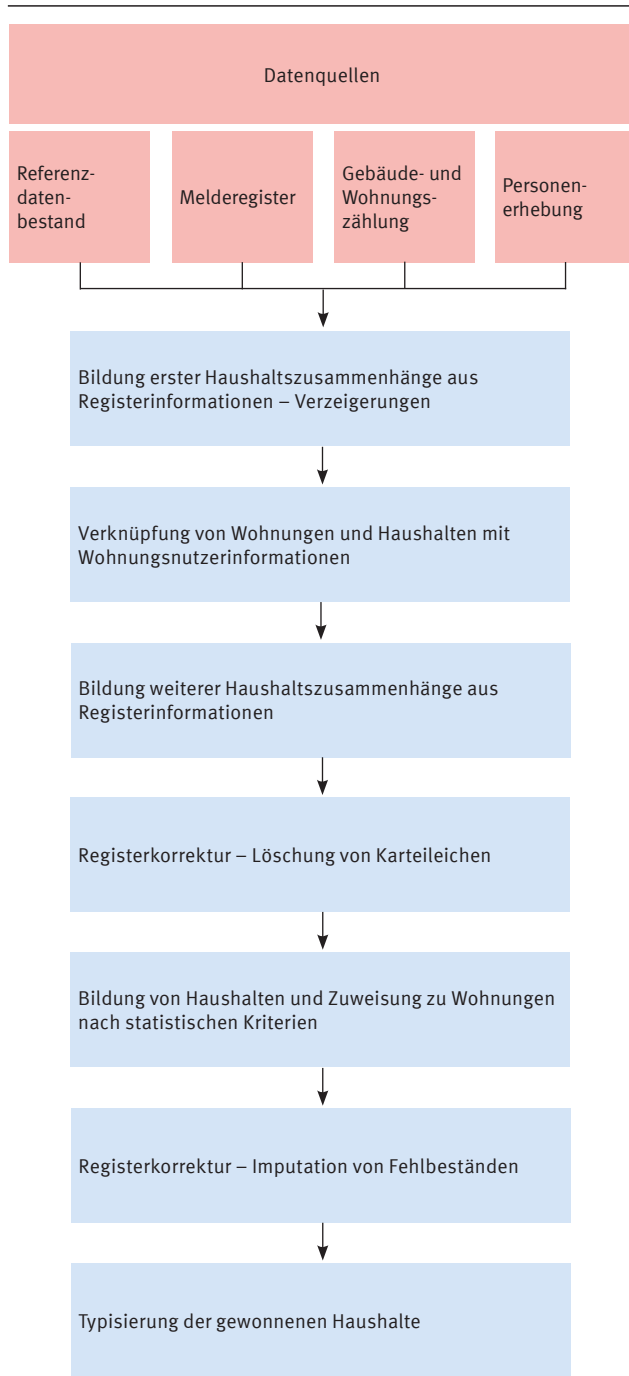 Datenquellen
Referenz-
daten-
bestand
Melderegister
Gebäude- und
Wohnungs-
zählung
Personen-
erhebung
Bildung erster Haushaltszusammenhänge aus
Registerinformationen – Verzeigerungen
Verknüpfung von Wohnungen und Haushalten mit
Wohnungsnutzerinformationen
Bildung weiterer Haushaltszusammenhänge aus
Registerinformationen
Registerkorrektur – Löschung von Karteileichen
Bildung von Haushalten und Zuweisung zu Wohnungen
nach statistischen Kriterien
Registerkorrektur – Imputation von Fehlbeständen
Typisierung der gewonnenen Haushalte